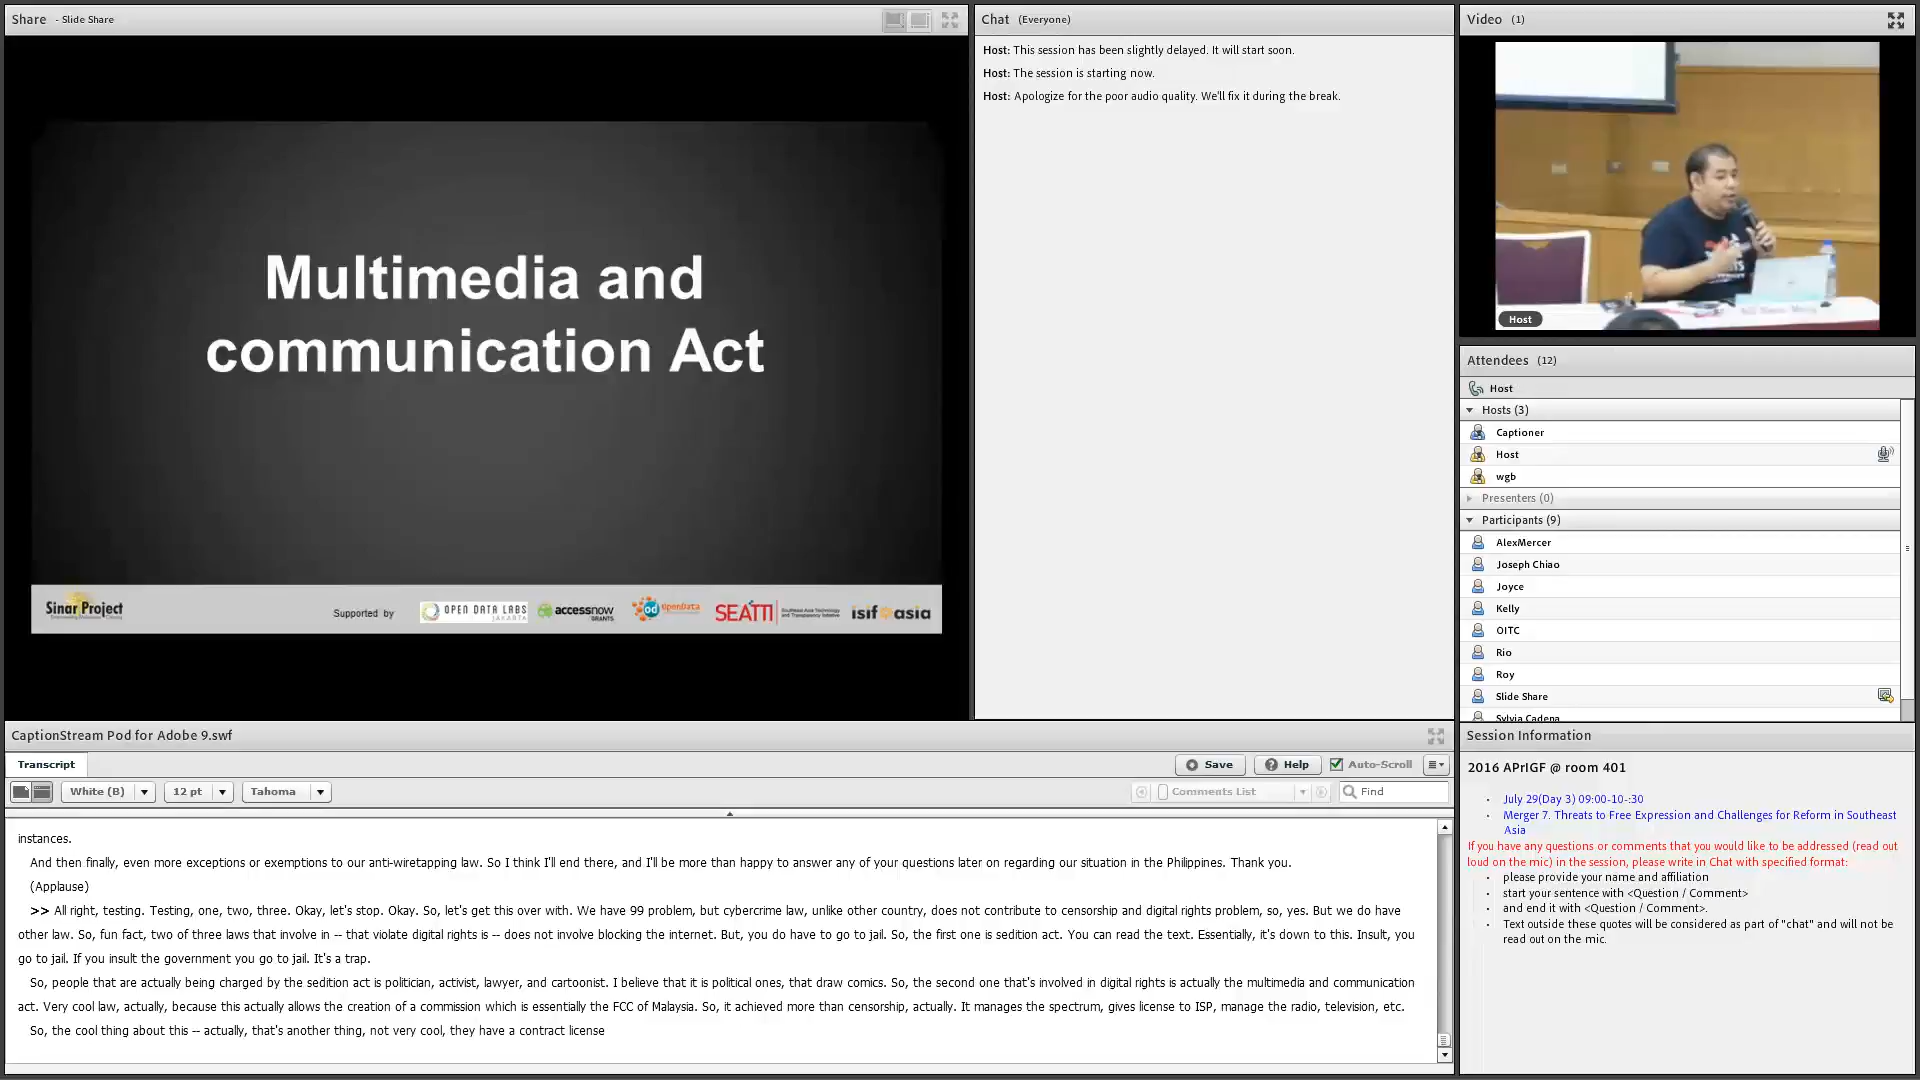 Share - Slide Share
Multimedia and
communication Act
Sinar Project
Supported by
OPEN DATA LABS
JAKARTA
accessnow
GRANTS
od OpenData
SEATTI
Southeast Asia Technology
and Transparency Initiative
isif asia
Chat (Everyone)
Host: This session has been slightly delayed. It will start soon.
Host: The session is starting now.
Host: Apologize for the poor audio quality. We'll fix it during the break.
Video (1)
Host
Attendees (12)
Host
Hosts (3)
Captioner
Host
wgb
Presenters (0)
Participants (9)
AlexMercer
Joseph Chiao
Joyce
Kelly
OITC
Rio
Roy
Slide Share
Sylvia Cadena
CaptionStream Pod for Adobe 9.swf
Transcript
Save
Help
Auto-Scroll
White (B)
12 pt
Tahoma
Comments List
Find
instances.
And then finally, even more exceptions or exemptions to our anti-wiretapping law. So I think I'll end there, and I'll be more than happy to answer any of your questions later on regarding our situation in the Philippines. Thank you.
(Applause)
>> All right, testing. Testing, one, two, three. Okay, let's stop. Okay. So, let's get this over with. We have 99 problem, but cybercrime law, unlike other country, does not contribute to censorship and digital rights problem, so, yes. But we do have
other law. So, fun fact, two of three laws that involve in -- that violate digital rights is -- does not involve blocking the internet. But, you do have to go to jail. So, the first one is sedition act. You can read the text. Essentially, it's down to this. Insult, you
go to jail. If you insult the government you go to jail. It's a trap.
So, people that are actually being charged by the sedition act is politician, activist, lawyer, and cartoonist. I believe that it is political ones, that draw comics. So, the second one that's involved in digital rights is actually the multimedia and communication
act. Very cool law, actually, because this actually allows the creation of a commission which is essentially the FCC of Malaysia. So, it achieved more than censorship, actually. It manages the spectrum, gives license to ISP, manage the radio, television, etc.
So, the cool thing about this -- actually, that's another thing, not very cool, they have a contract license
Session Information
2016 APrIGF @ room 401
July 29(Day 3) 09:00-10-:30
Merger 7. Threats to Free Expression and Challenges for Reform in Southeast
Asia
If you have any questions or comments that you would like to be addressed (read out
loud on the mic) in the session, please write in Chat with specified format:
please provide your name and affiliation
start your sentence with <Question / Comment>
and end it with <Question / Comment>.
Text outside these quotes will be considered as part of "chat" and will not be
read out on the mic.